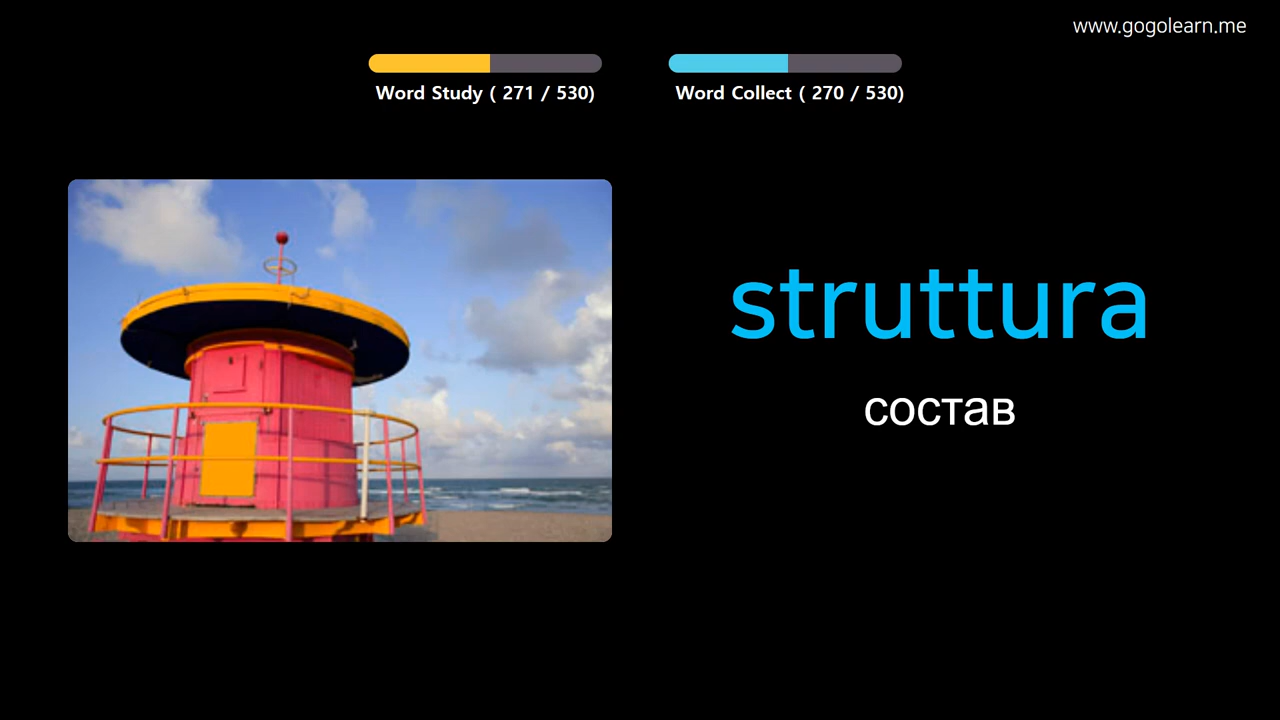 www.gogolearn.me
Word Study ( 271 / 530)
Word Collect ( 270 / 530)
struttura
состав